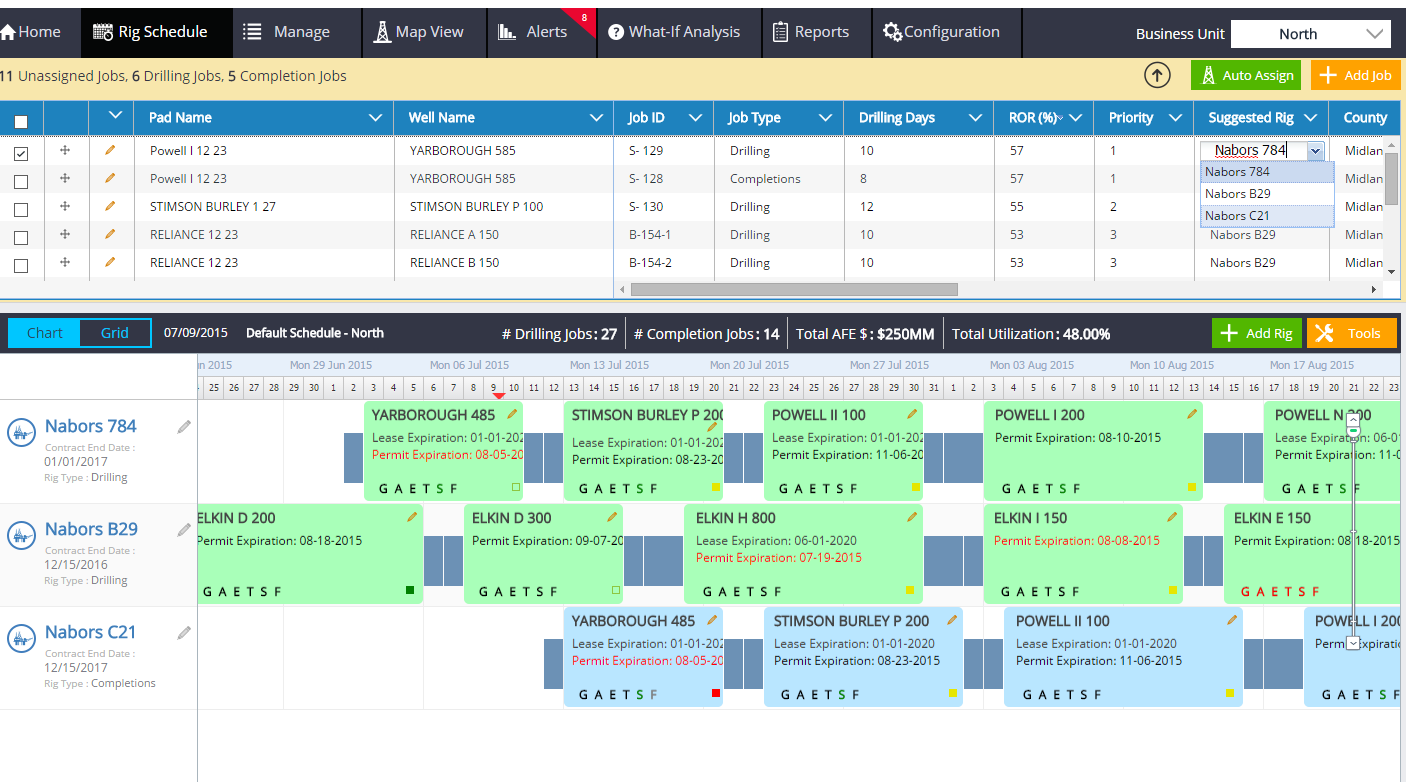 Home Rig Schedule Manage Map View Alerts 8 What-If Analysis Reports Configuration Business Unit North
11 Unassigned Jobs, 6 Drilling Jobs, 5 Completion Jobs Auto Assign Add Job
Pad Name Well Name Job ID Job Type Drilling Days ROR (%) Priority Suggested Rig County
Powell I 12 23 YARBOROUGH 585 S- 129 Drilling 10 57 1 Nabors 784 Midlan
Powell I 12 23 YARBOROUGH 585 S- 128 Completions 8 57 1 Nabors 784 Midlan
Nabors B29
STIMSON BURLEY 1 27 STIMSON BURLEY P 100 S- 130 Drilling 12 55 2 Nabors C21 Midlan
RELIANCE 12 23 RELIANCE A 150 B-154-1 Drilling 10 53 3 Nabors B29 Midlan
RELIANCE 12 23 RELIANCE B 150 B-154-2 Drilling 10 53 3 Nabors B29 Midlan
Chart Grid 07/09/2015 Default Schedule - North # Drilling Jobs: 27 # Completion Jobs: 14 Total AFE $: $250MM Total Utilization: 48.00% Add Rig Tools
n 2015 Mon 29 Jun 2015 Mon 06 Jul 2015 Mon 13 Jul 2015 Mon 20 Jul 2015 Mon 27 Jul 2015 Mon 03 Aug 2015 Mon 10 Aug 2015 Mon 17 Aug 2015
25 26 27 28 29 30 1 2 3 4 5 6 7 8 9 10 11 12 13 14 15 16 17 18 19 20 21 22 23 24 25 26 27 28 29 30 31 1 2 3 4 5 6 7 8 9 10 11 12 13 14 15 16 17 18 19 20 21 22 23
Nabors 784
Contract End Date :
01/01/2017
Rig Type : Drilling
YARBOROUGH 485
Lease Expiration: 01-01-202
Permit Expiration: 08-05-20
G A E T S F
STIMSON BURLEY P 200
Lease Expiration: 01-01-202
Permit Expiration: 08-23-20
G A E T S F
POWELL II 100
Lease Expiration: 01-01-202
Permit Expiration: 11-06-20
G A E T S F
POWELL I 200
Permit Expiration: 08-10-2015
G A E T S F
POWELL N 200
Lease Expiration: 06-01
Permit Expiration: 11-0
G A E T S F
Nabors B29
Contract End Date :
12/15/2016
Rig Type : Drilling
ELKIN D 200
Permit Expiration: 08-18-2015
G A E T S F
ELKIN D 300
Permit Expiration: 09-07-20
G A E T S F
ELKIN H 800
Lease Expiration: 06-01-2020
Permit Expiration: 07-19-2015
G A E T S F
ELKIN I 150
Permit Expiration: 08-08-2015
G A E T S F
ELKIN E 150
Permit Expiration: 08-18-2015
G A E T S F
Nabors C21
Contract End Date :
12/15/2017
Rig Type : Completions
YARBOROUGH 485
Lease Expiration: 01-01-202
Permit Expiration: 08-05-20
G A E T S F
STIMSON BURLEY P 200
Lease Expiration: 01-01-2020
Permit Expiration: 08-23-2015
G A E T S F
POWELL II 100
Lease Expiration: 01-01-2020
Permit Expiration: 11-06-2015
G A E T S F
POWELL I 200
Permit Expiratio
G A E T S F